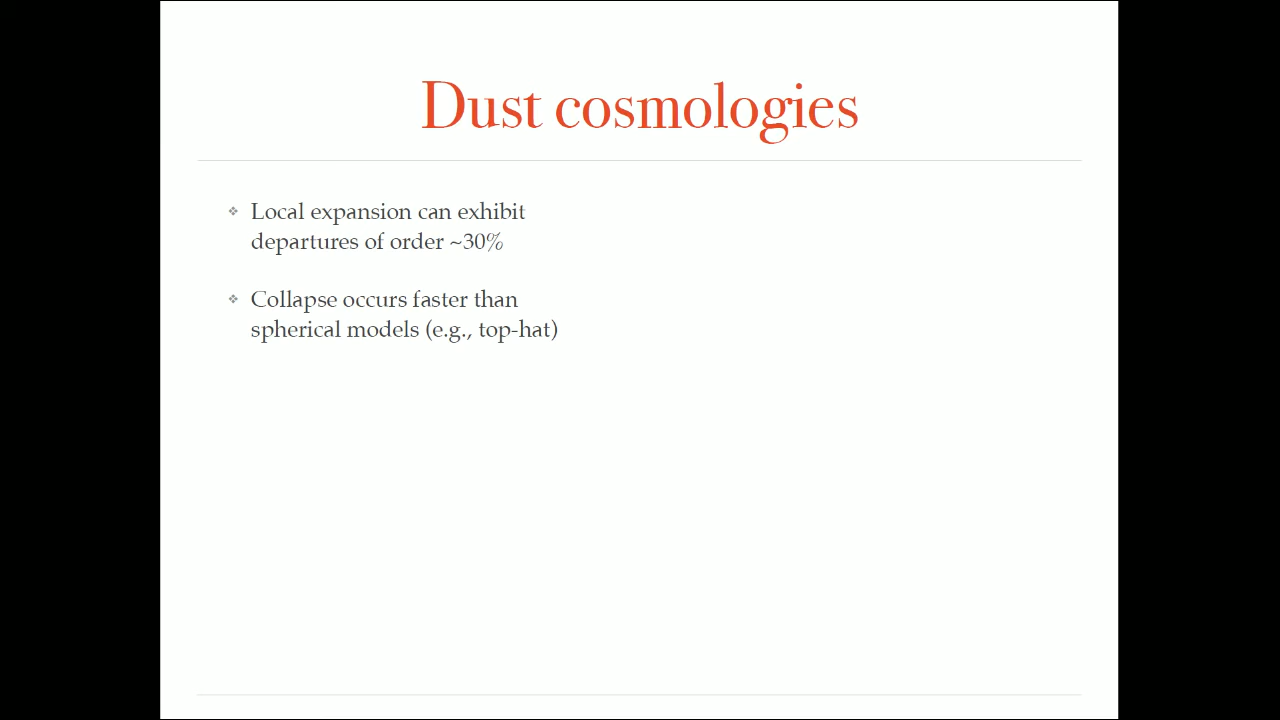 Dust cosmologies
❖ Local expansion can exhibit
departures of order ~30%
❖ Collapse occurs faster than
spherical models (e.g., top-hat)